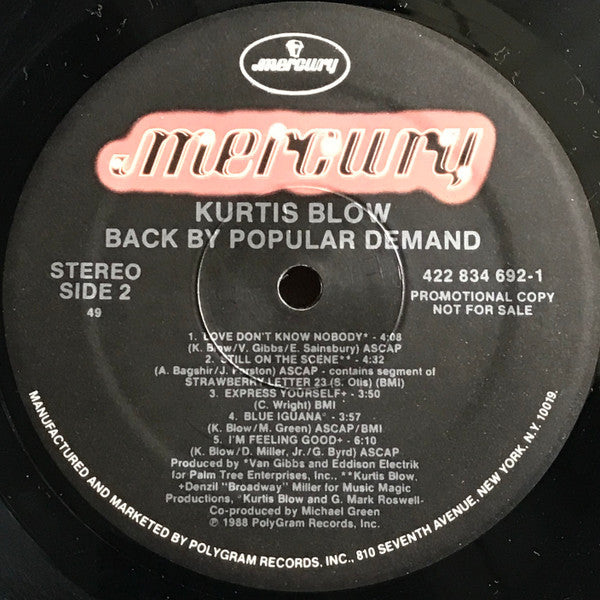 mercury
mercury
KURTIS BLOW
BACK BY POPULAR DEMAND
STEREO
SIDE 2
49
422 834 692-1
PROMOTIONAL COPY
NOT FOR SALE
1. LOVE DON'T KNOW NOBODY* - 4:08
(K. Blow/V. Gibbs/E. Sainsbury) ASCAP
2. STILL ON THE SCENE** - 4:32
(A. Bagshir/J. Harston) ASCAP - contains segment of
STRAWBERRY LETTER 23 (S. Otis) (BMI)
3. EXPRESS YOURSELF+ - 3:50
(C. Wright) BMI
4. BLUE IGUANA° - 3:57
(K. Blow/M. Green) ASCAP/BMI
5. I'M FEELING GOOD+ - 6:10
(K. Blow/D. Miller, Jr./G. Byrd) ASCAP
Produced by *Van Gibbs and Eddison Electrik
for Palm Tree Enterprises, Inc., **Kurtis Blow,
+Denzil "Broadway" Miller for Music Magic
Productions, °Kurtis Blow and G. Mark Roswell-
Co-produced by Michael Green
℗ 1988 PolyGram Records, Inc.
MANUFACTURED AND MARKETED BY POLYGRAM RECORDS, INC., 810 SEVENTH AVENUE, NEW YORK, N.Y. 10019.